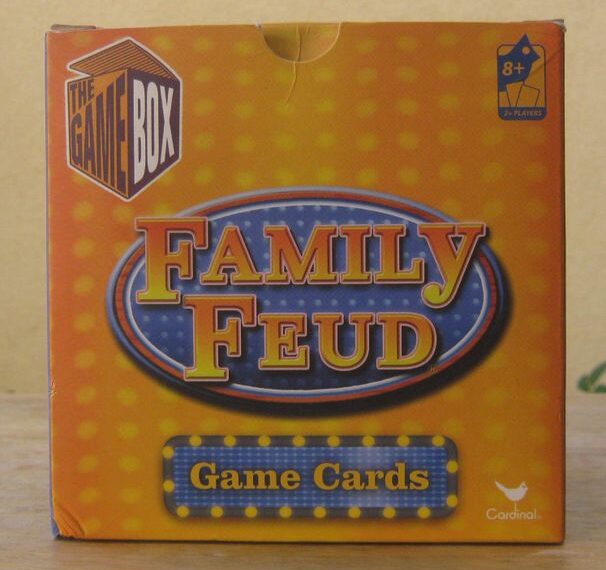 THE
GAME
BOX
8+
2+ PLAYERS
FAMILY
FEUD
Game Cards
Cardinal